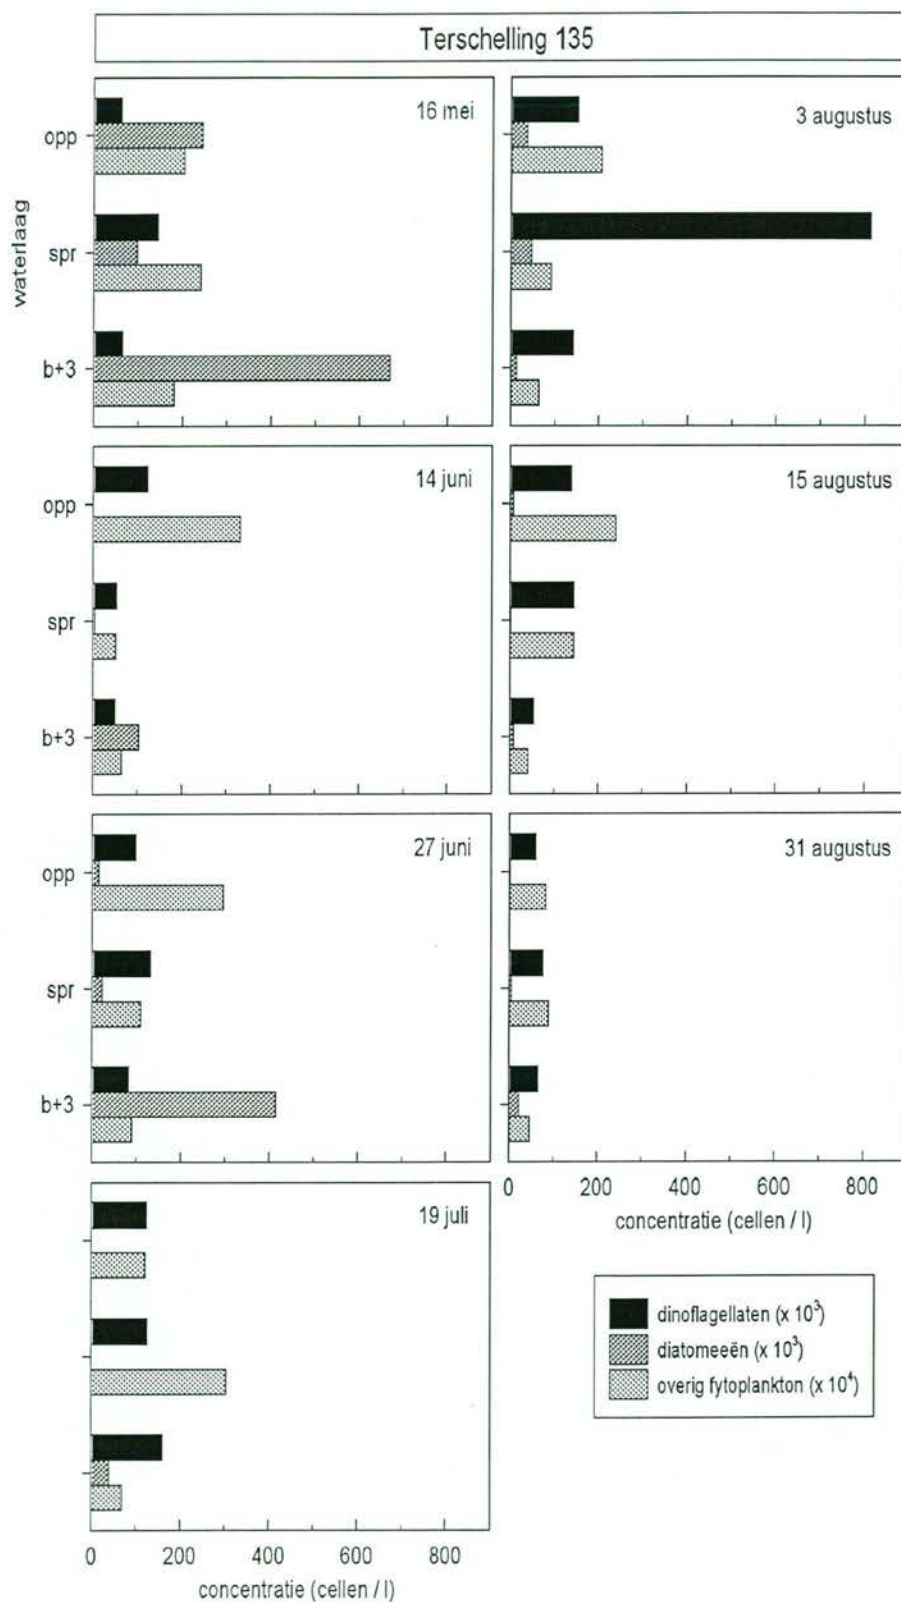 Terschelling 135
waterlaag
16 mei
opp
spr
b+3
3 augustus
14 juni
opp
spr
b+3
15 augustus
27 juni
opp
spr
b+3
31 augustus
0 200 400 600 800
concentratie (cellen / l)
19 juli
0 200 400 600 800
concentratie (cellen / l)
dinoflagellaten (x 10³)
diatomeeën (x 10³)
overig fytoplankton (x 10⁴)